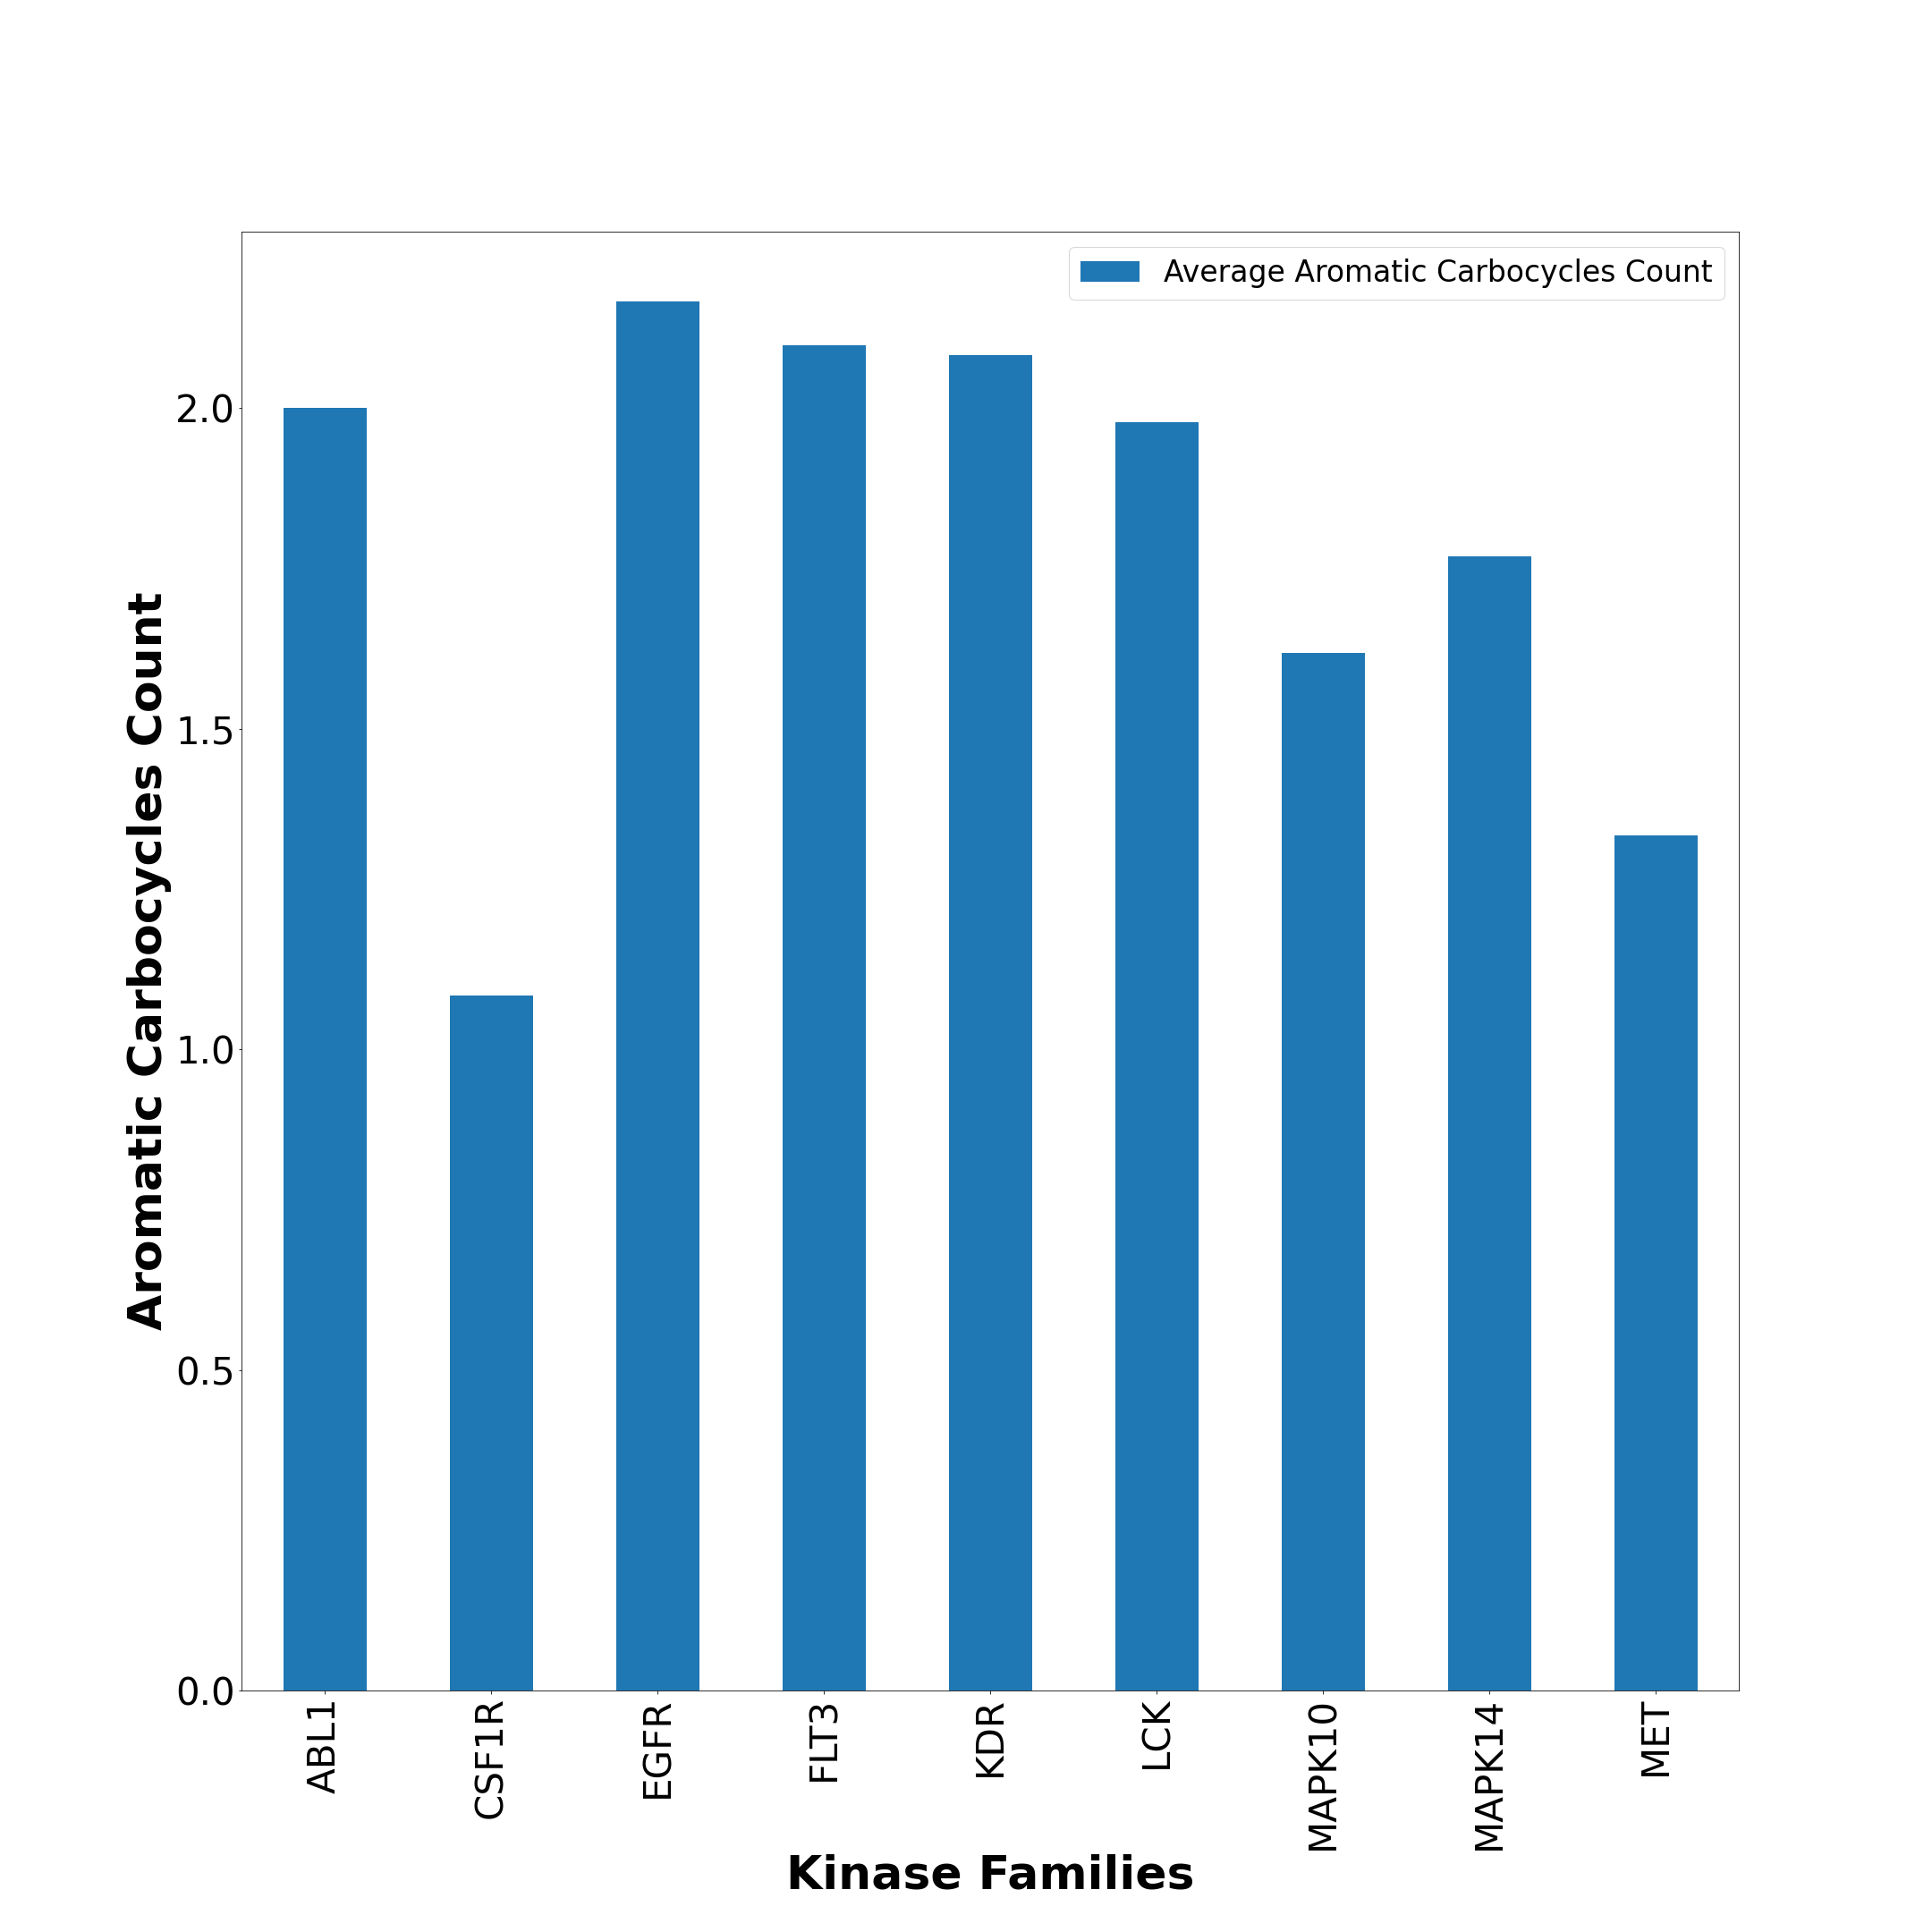 Average Aromatic Carbocycles Count
Aromatic Carbocycles Count
2.0
1.5
1.0
0.5
0.0
ABL1
CSF1R
EGFR
FLT3
KDR
LCK
MAPK10
MAPK14
MET
Kinase Families